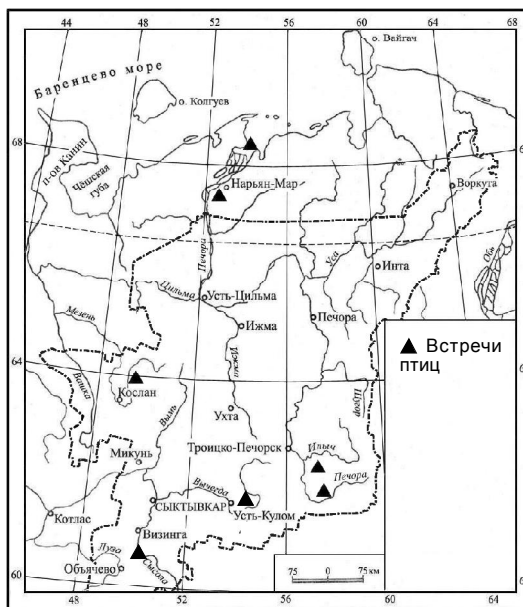 44 48 52 56 60 64 68
о. Вайгач
Баренцево море
о. Колгуев
68
п-ов Канин
Чёшская
губа
Нарьян-Мар
Воркута
Печора
Уса
Обь
Инта
Цильма
Усть-Цильма
Печора
Ижма
Мезень
Ижма
▲ Встречи
птиц
64
Вашка
Кослан
Вымь
Ухта
Щугор
Троицко-Печорск
Илыч
Микунь
Печора
Вычегда
СЫКТЫВКАР
Усть-Кулом
Котлас
Визинга
Луза
Объячево
Сысола
60
75 0 75 км
48 52 56 60